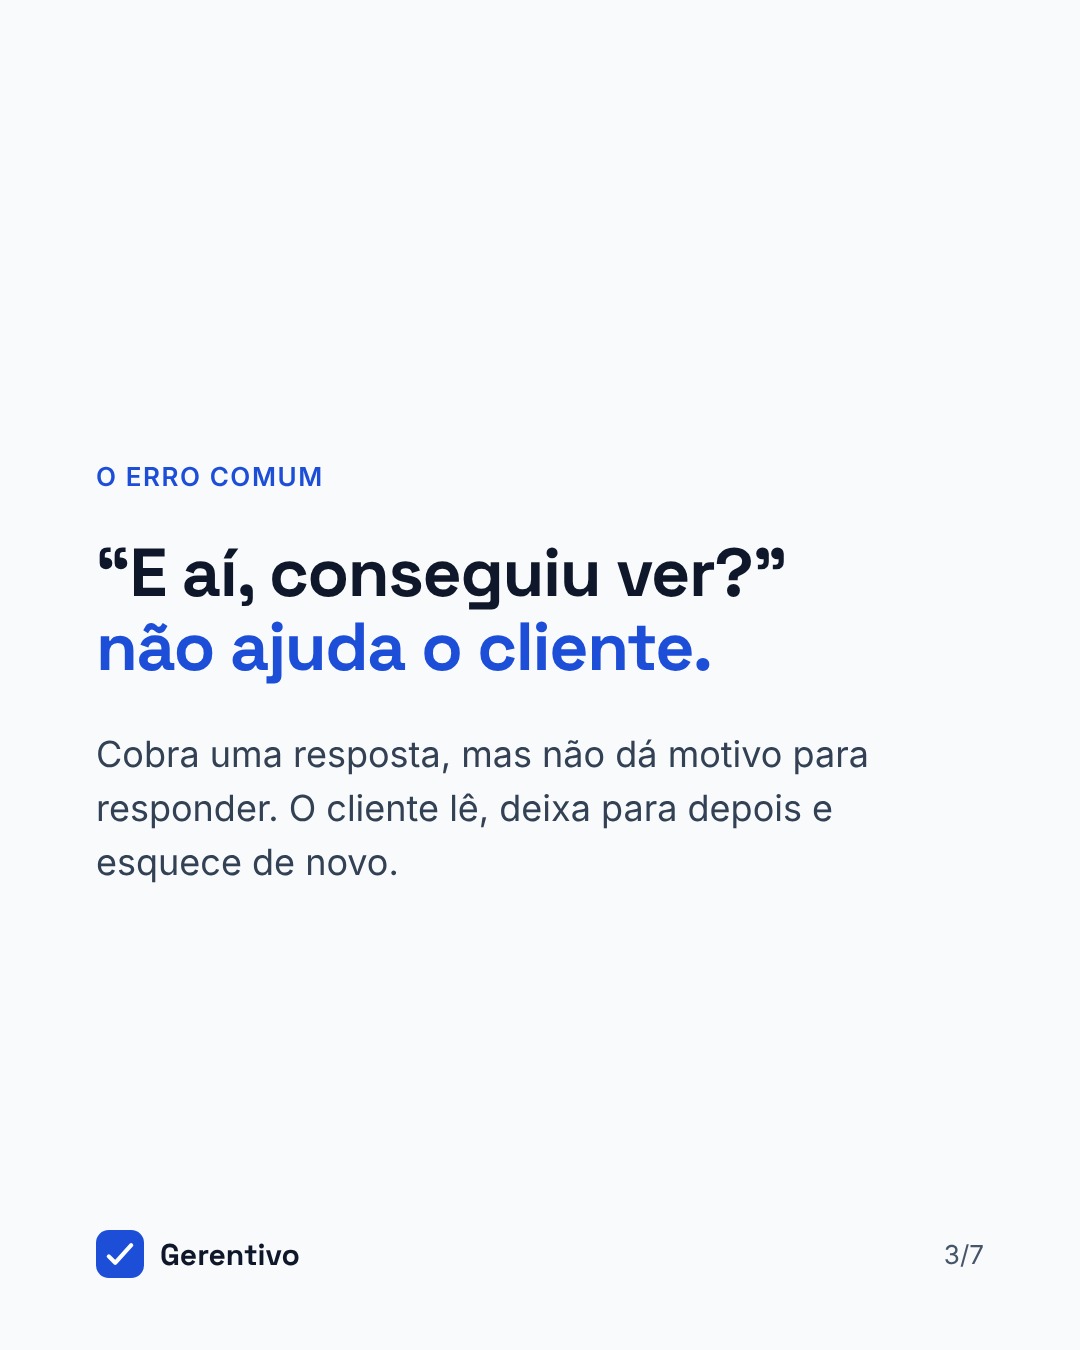 O ERRO COMUM
“E aí, conseguiu ver?”
não ajuda o cliente.
Cobra uma resposta, mas não dá motivo para
responder. O cliente lê, deixa para depois e
esquece de novo.
Gerentivo
3/7